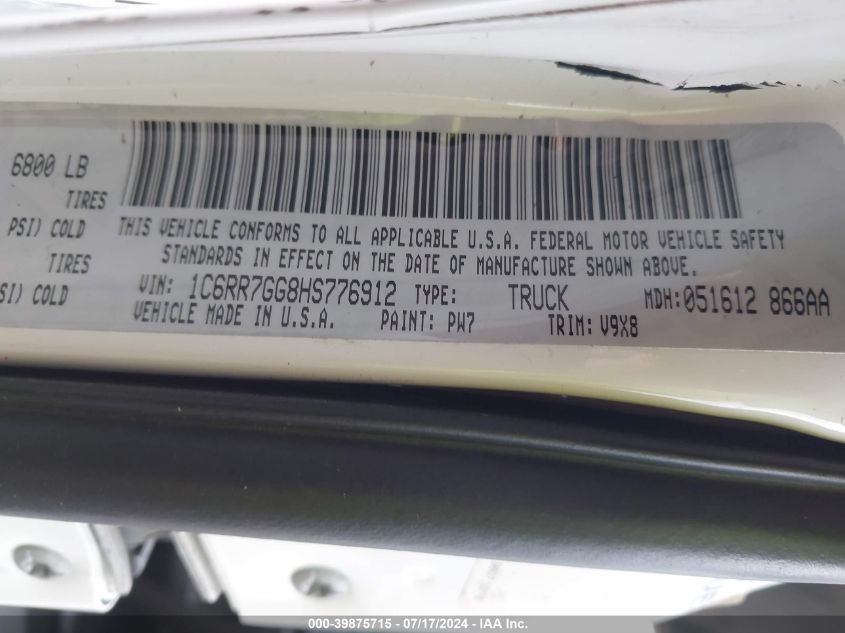 6800 LB
TIRES
PSI) COLD
TIRES
SI) COLD
THIS VEHICLE CONFORMS TO ALL APPLICABLE U.S.A. FEDERAL MOTOR VEHICLE SAFETY
STANDARDS IN EFFECT ON THE DATE OF MANUFACTURE SHOWN ABOVE.
VIN: 1C6RR7GG8HS776912 TYPE: TRUCK MDH:051612 866AA
VEHICLE MADE IN U.S.A. PAINT: PW7 TRIM: V9X8
000-39875715 - 07/17/2024 - IAA Inc.